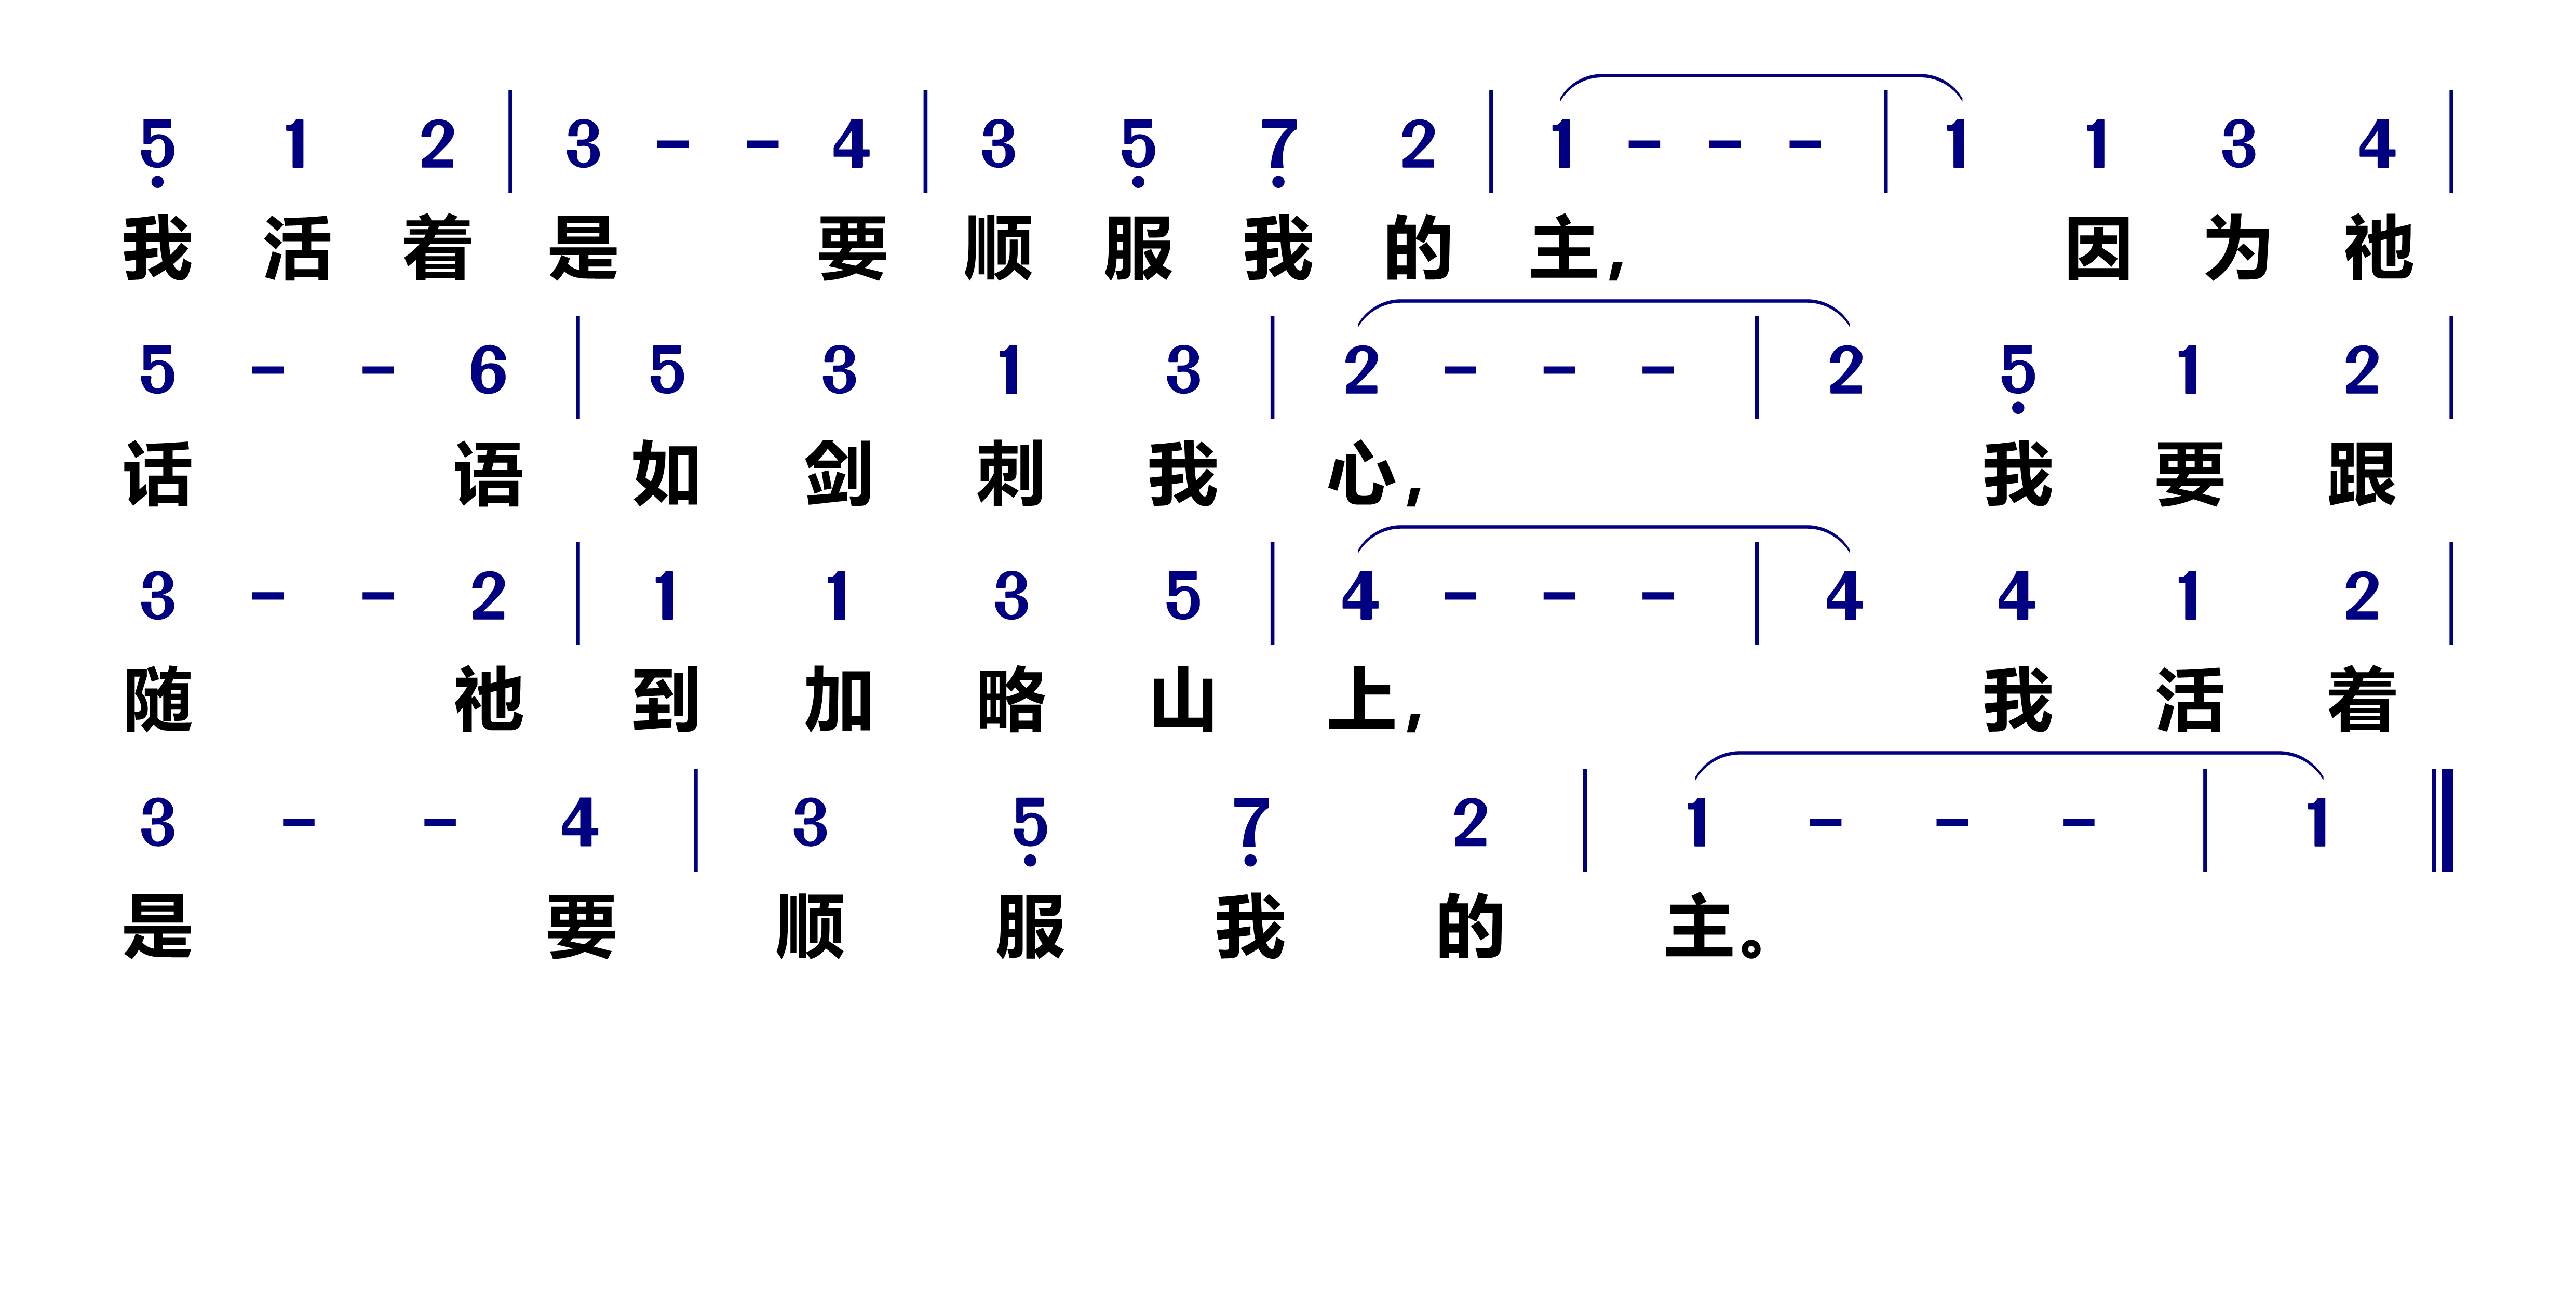 5̣ 1 2 | 3 - - 4 | 3 5̣ 7̣ 2 | 1 - - - | 1 1 3 4 |
我活着是 要顺服我的主, 因为祂
5 - - 6 | 5 3 1 3 | 2 - - - | 2 5̣ 1 2 |
话 语如剑刺我心, 我要跟
3 - - 2 | 1 1 3 5 | 4 - - - | 4 4 1 2 |
随 祂到加略山上, 我活着
3 - - 4 | 3 5̣ 7̣ 2 | 1 - - - | 1 ‖
是 要顺服我的主。